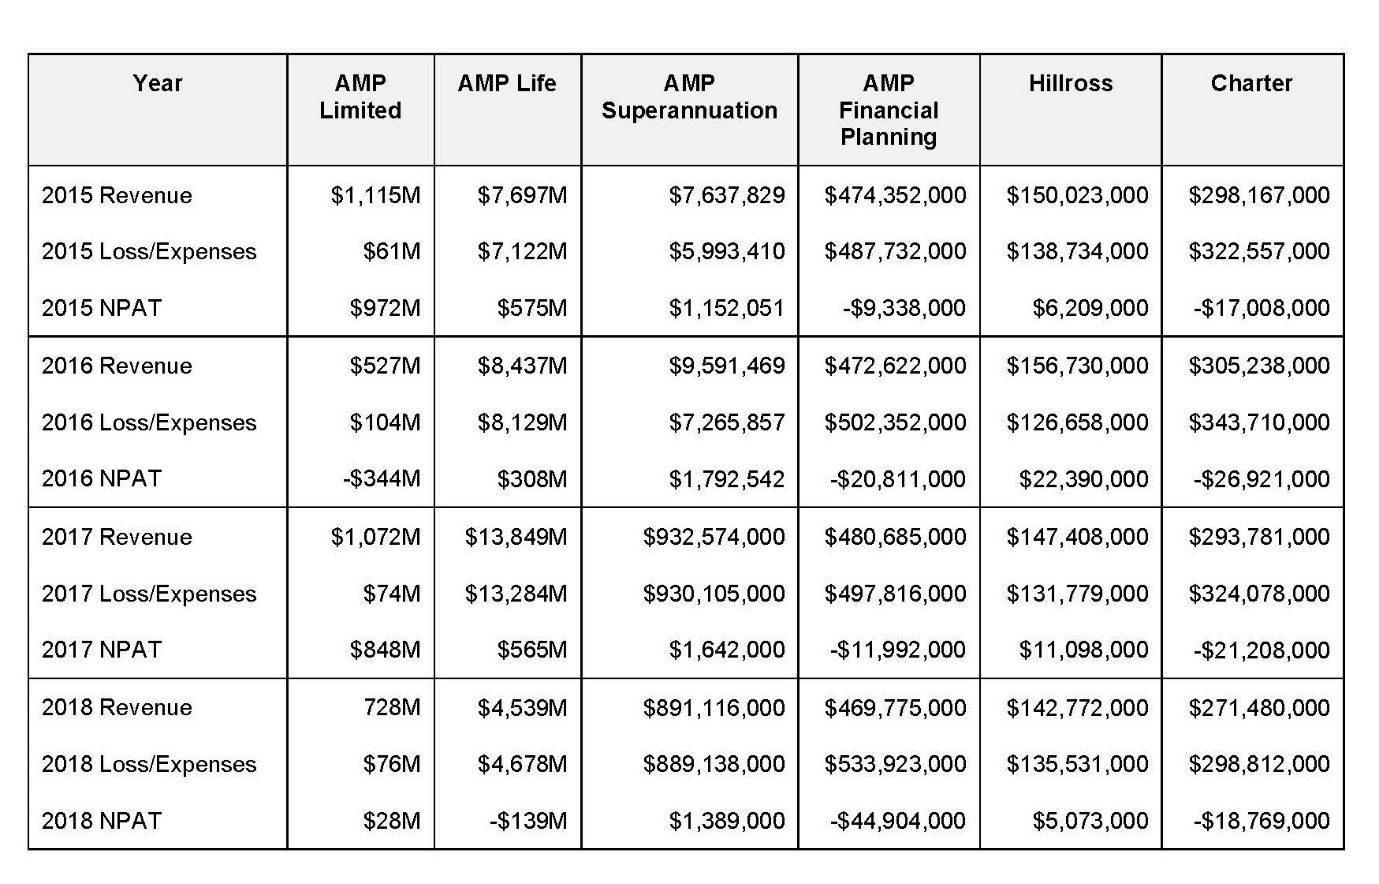 Year AMP Limited AMP Life AMP Superannuation AMP Financial Planning Hillross Charter
2015 Revenue $1,115M $7,697M $7,637,829 $474,352,000 $150,023,000 $298,167,000
2015 Loss/Expenses $61M $7,122M $5,993,410 $487,732,000 $138,734,000 $322,557,000
2015 NPAT $972M $575M $1,152,051 -$9,338,000 $6,209,000 -$17,008,000
2016 Revenue $527M $8,437M $9,591,469 $472,622,000 $156,730,000 $305,238,000
2016 Loss/Expenses $104M $8,129M $7,265,857 $502,352,000 $126,658,000 $343,710,000
2016 NPAT -$344M $308M $1,792,542 -$20,811,000 $22,390,000 -$26,921,000
2017 Revenue $1,072M $13,849M $932,574,000 $480,685,000 $147,408,000 $293,781,000
2017 Loss/Expenses $74M $13,284M $930,105,000 $497,816,000 $131,779,000 $324,078,000
2017 NPAT $848M $565M $1,642,000 -$11,992,000 $11,098,000 -$21,208,000
2018 Revenue 728M $4,539M $891,116,000 $469,775,000 $142,772,000 $271,480,000
2018 Loss/Expenses $76M $4,678M $889,138,000 $533,923,000 $135,531,000 $298,812,000
2018 NPAT $28M -$139M $1,389,000 -$44,904,000 $5,073,000 -$18,769,000